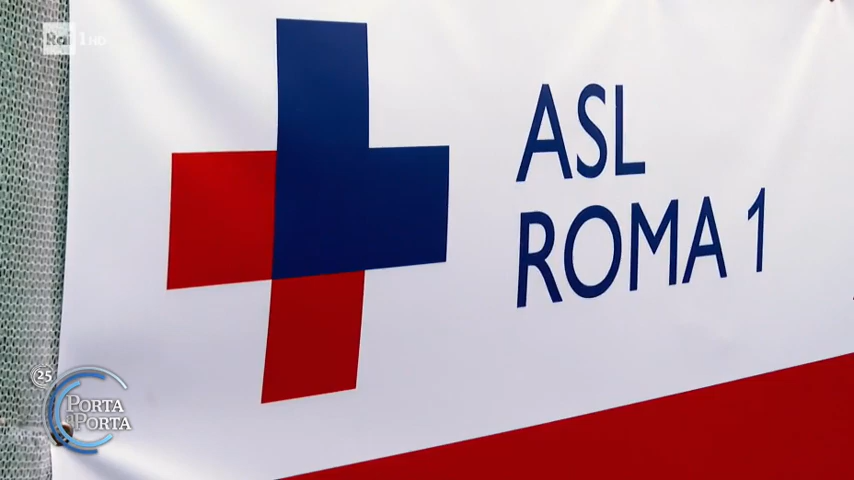 Rai 1 HD
ASL
ROMA 1
25
PORTA
A PORTA